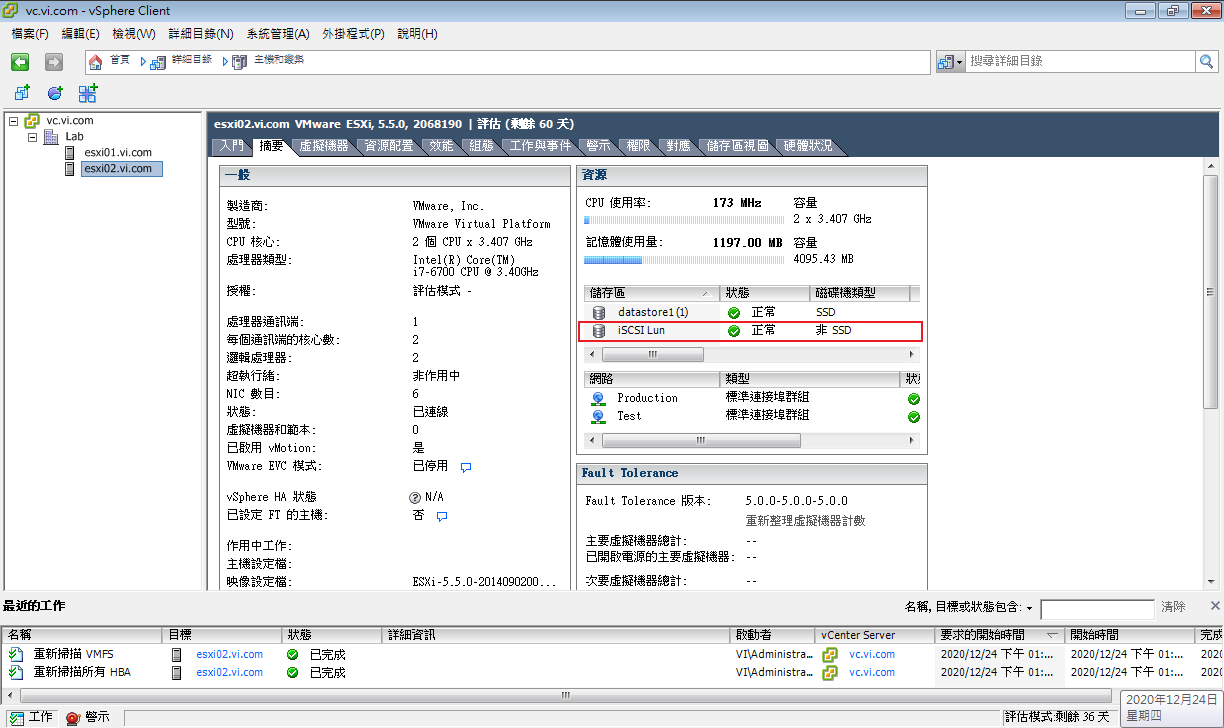 vc.vi.com - vSphere Client
檔案(F) 編輯(E) 檢視(W) 詳細目錄(N) 系統管理(A) 外掛程式(P) 說明(H)
首頁 詳細目錄 主機和叢集 搜尋詳細目錄
vc.vi.com
Lab
esxi01.vi.com
esxi02.vi.com
esxi02.vi.com VMware ESXi, 5.5.0, 2068190 | 評估 (剩餘 60 天)
入門 摘要 虛擬機器 資源配置 效能 組態 工作與事件 警示 權限 對應 儲存區視圖 硬體狀況
一般
製造商: VMware, Inc.
型號: VMware Virtual Platform
CPU 核心: 2 個 CPU x 3.407 GHz
處理器類型: Intel(R) Core(TM)
i7-6700 CPU @ 3.40GHz
授權: 評估模式 -
處理器通訊端: 1
每個通訊端的核心數: 2
邏輯處理器: 2
超執行緒: 非作用中
NIC 數目: 6
狀態: 已連線
虛擬機器和範本: 0
已啟用 vMotion: 是
VMware EVC 模式: 已停用
vSphere HA 狀態 N/A
已設定 FT 的主機: 否
作用中工作:
主機設定檔:
映像設定檔: ESXi-5.5.0-2014090200...
資源
CPU 使用率: 173 MHz 容量
2 x 3.407 GHz
記憶體使用量: 1197.00 MB 容量
4095.43 MB
儲存區 狀態 磁碟機類型
datastore1 (1) 正常 SSD
iSCSI Lun 正常 非 SSD
網路 類型 狀態
Production 標準連接埠群組
Test 標準連接埠群組
Fault Tolerance
Fault Tolerance 版本: 5.0.0-5.0.0-5.0.0
重新整理虛擬機器計數
主要虛擬機器總計: --
已開啟電源的主要虛擬機器: --
次要虛擬機器總計: --
最近的工作 名稱, 目標或狀態包含: 清除
名稱 目標 狀態 詳細資訊 啟動者 vCenter Server 要求的開始時間 開始時間 完成
重新掃描 VMFS esxi02.vi.com 已完成 VI\Administra... vc.vi.com 2020/12/24 下午 01:... 2020/12/24 下午 01:... 2020
重新掃描所有 HBA esxi02.vi.com 已完成 VI\Administra... vc.vi.com 2020/12/24 下午 01:... 2020/12/24 下午 01:... 2020
工作 警示 評估模式:剩餘 36 天
2020年12月24日
星期四